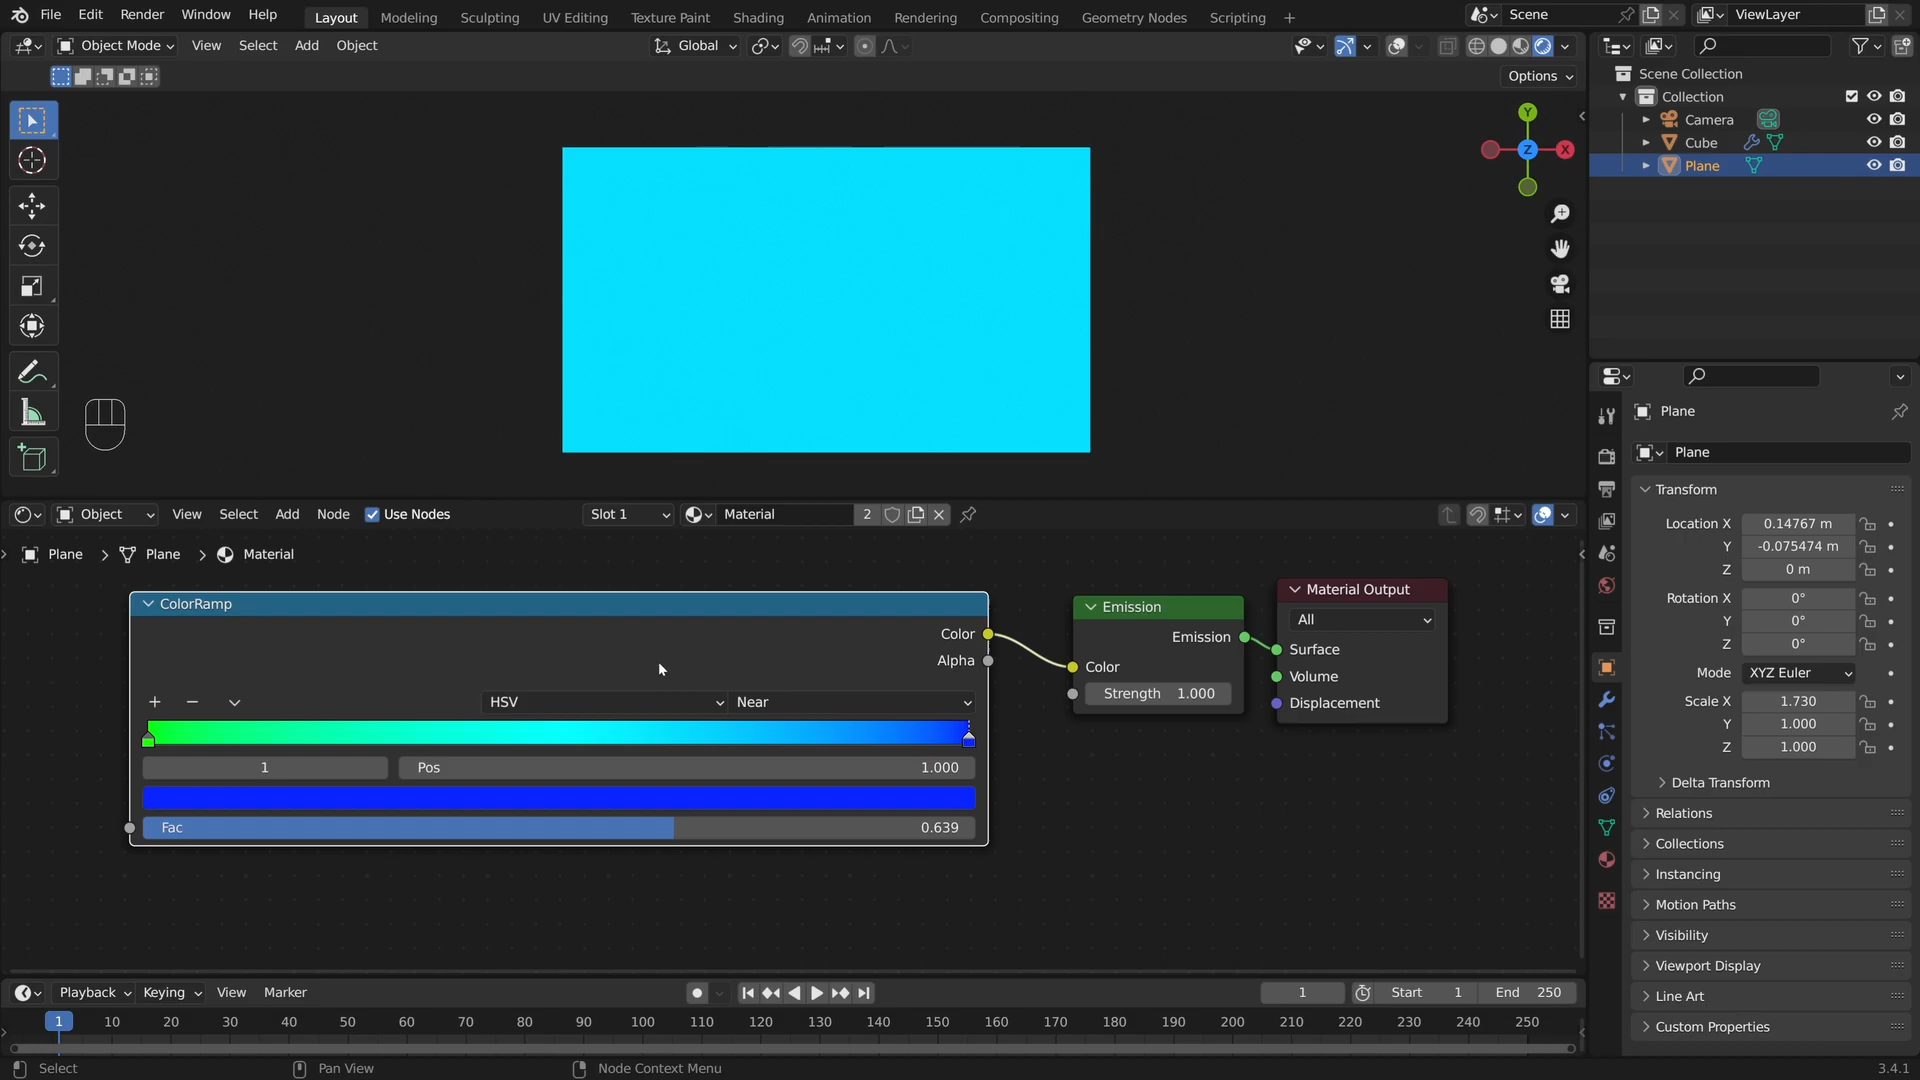 File Edit Render Window Help Layout Modeling Sculpting UV Editing Texture Paint Shading Animation Rendering Compositing Geometry Nodes Scripting + Scene ViewLayer
Object Mode View Select Add Object Global
Options
Y
X
Z
Scene Collection
Collection
Camera
Cube
Plane
Plane
Plane
Transform
Location X 0.14767 m
Y -0.075474 m
Z 0 m
Rotation X 0°
Y 0°
Z 0°
Mode XYZ Euler
Scale X 1.730
Y 1.000
Z 1.000
Delta Transform
Relations
Collections
Instancing
Motion Paths
Visibility
Viewport Display
Line Art
Custom Properties
Object View Select Add Node Use Nodes Slot 1 Material 2
Plane > Plane > Material
ColorRamp
Color
Alpha
HSV Near
1 Pos 1.000
Fac 0.639
Emission
Emission
Color
Strength 1.000
Material Output
All
Surface
Volume
Displacement
Playback Keying View Marker 1 Start 1 End 250
1 10 20 30 40 50 60 70 80 90 100 110 120 130 140 150 160 170 180 190 200 210 220 230 240 250
Select Pan View Node Context Menu 3.4.1